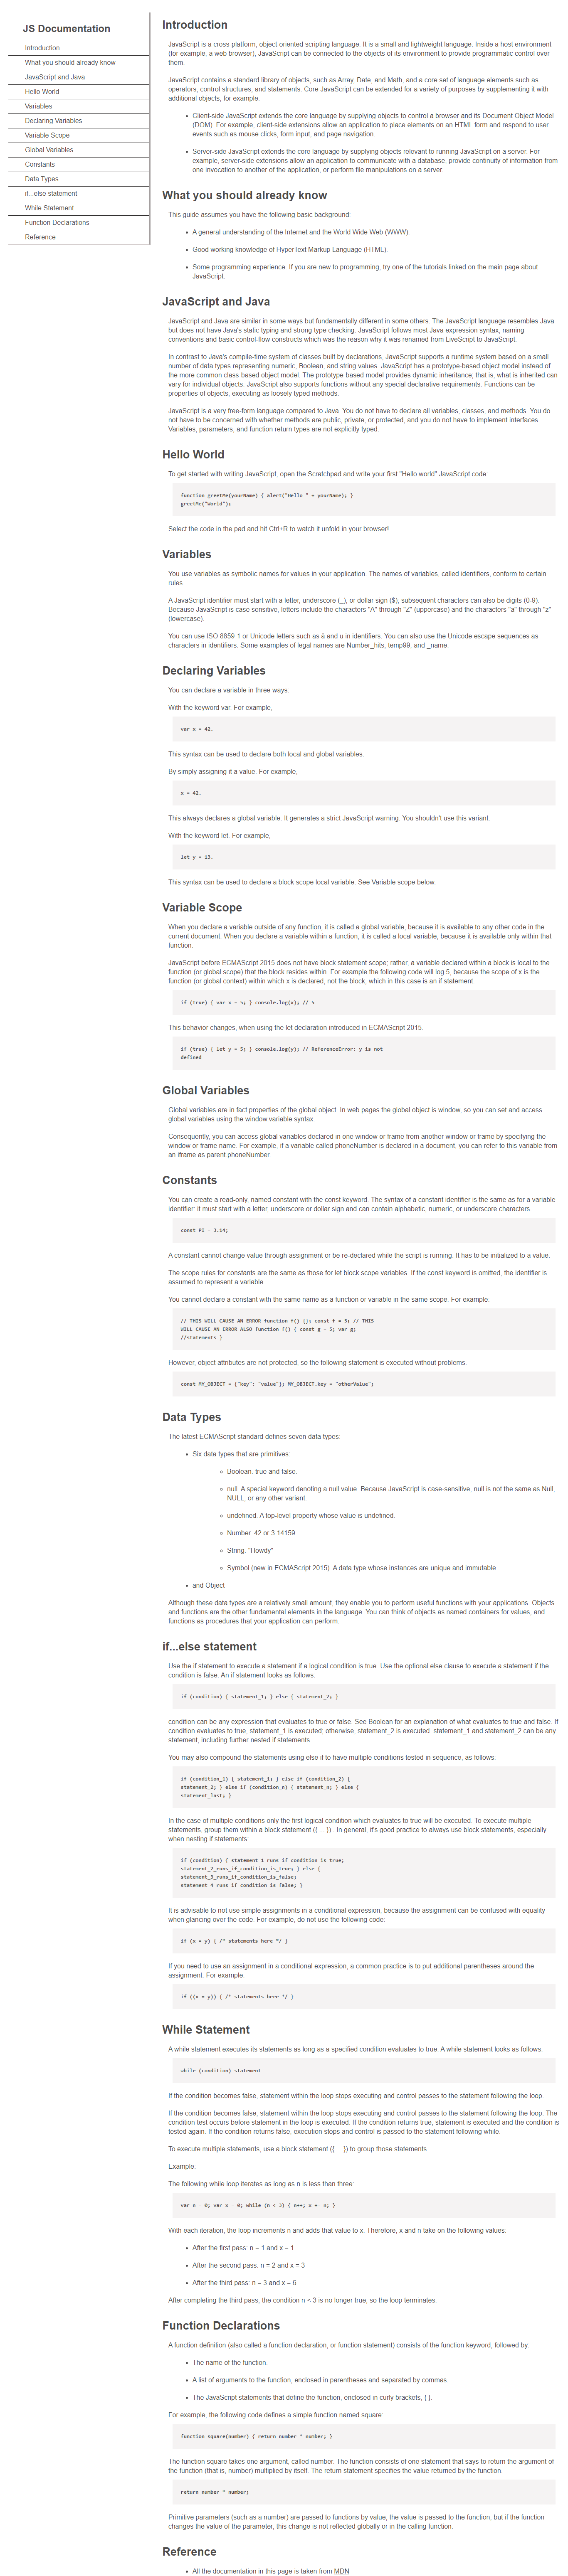 JS Documentation
Introduction
What you should already know
JavaScript and Java
Hello World
Variables
Declaring Variables
Variable Scope
Global Variables
Constants
Data Types
if...else statement
While Statement
Function Declarations
Reference
Introduction
JavaScript is a cross-platform, object-oriented scripting language. It is a small and lightweight language. Inside a host environment
(for example, a web browser), JavaScript can be connected to the objects of its environment to provide programmatic control over
them.
JavaScript contains a standard library of objects, such as Array, Date, and Math, and a core set of language elements such as
operators, control structures, and statements. Core JavaScript can be extended for a variety of purposes by supplementing it with
additional objects; for example:
• Client-side JavaScript extends the core language by supplying objects to control a browser and its Document Object Model
(DOM). For example, client-side extensions allow an application to place elements on an HTML form and respond to user
events such as mouse clicks, form input, and page navigation.
• Server-side JavaScript extends the core language by supplying objects relevant to running JavaScript on a server. For
example, server-side extensions allow an application to communicate with a database, provide continuity of information from
one invocation to another of the application, or perform file manipulations on a server.
What you should already know
This guide assumes you have the following basic background:
• A general understanding of the Internet and the World Wide Web (WWW).
• Good working knowledge of HyperText Markup Language (HTML).
• Some programming experience. If you are new to programming, try one of the tutorials linked on the main page about
JavaScript.
JavaScript and Java
JavaScript and Java are similar in some ways but fundamentally different in some others. The JavaScript language resembles Java
but does not have Java's static typing and strong type checking. JavaScript follows most Java expression syntax, naming
conventions and basic control-flow constructs which was the reason why it was renamed from LiveScript to JavaScript.
In contrast to Java's compile-time system of classes built by declarations, JavaScript supports a runtime system based on a small
number of data types representing numeric, Boolean, and string values. JavaScript has a prototype-based object model instead of
the more common class-based object model. The prototype-based model provides dynamic inheritance; that is, what is inherited can
vary for individual objects. JavaScript also supports functions without any special declarative requirements. Functions can be
properties of objects, executing as loosely typed methods.
JavaScript is a very free-form language compared to Java. You do not have to declare all variables, classes, and methods. You do
not have to be concerned with whether methods are public, private, or protected, and you do not have to implement interfaces.
Variables, parameters, and function return types are not explicitly typed.
Hello World
To get started with writing JavaScript, open the Scratchpad and write your first "Hello world" JavaScript code:
function greetMe(yourName) { alert("Hello " + yourName); }
greetMe("World");
Select the code in the pad and hit Ctrl+R to watch it unfold in your browser!
Variables
You use variables as symbolic names for values in your application. The names of variables, called identifiers, conform to certain
rules.
A JavaScript identifier must start with a letter, underscore (_), or dollar sign ($); subsequent characters can also be digits (0-9).
Because JavaScript is case sensitive, letters include the characters "A" through "Z" (uppercase) and the characters "a" through "z"
(lowercase).
You can use ISO 8859-1 or Unicode letters such as å and ü in identifiers. You can also use the Unicode escape sequences as
characters in identifiers. Some examples of legal names are Number_hits, temp99, and _name.
Declaring Variables
You can declare a variable in three ways:
With the keyword var. For example,
var x = 42.
This syntax can be used to declare both local and global variables.
By simply assigning it a value. For example,
x = 42.
This always declares a global variable. It generates a strict JavaScript warning. You shouldn't use this variant.
With the keyword let. For example,
let y = 13.
This syntax can be used to declare a block scope local variable. See Variable scope below.
Variable Scope
When you declare a variable outside of any function, it is called a global variable, because it is available to any other code in the
current document. When you declare a variable within a function, it is called a local variable, because it is available only within that
function.
JavaScript before ECMAScript 2015 does not have block statement scope; rather, a variable declared within a block is local to the
function (or global scope) that the block resides within. For example the following code will log 5, because the scope of x is the
function (or global context) within which x is declared, not the block, which in this case is an if statement.
if (true) { var x = 5; } console.log(x); // 5
This behavior changes, when using the let declaration introduced in ECMAScript 2015.
if (true) { let y = 5; } console.log(y); // ReferenceError: y is not
defined
Global Variables
Global variables are in fact properties of the global object. In web pages the global object is window, so you can set and access
global variables using the window.variable syntax.
Consequently, you can access global variables declared in one window or frame from another window or frame by specifying the
window or frame name. For example, if a variable called phoneNumber is declared in a document, you can refer to this variable from
an iframe as parent.phoneNumber.
Constants
You can create a read-only, named constant with the const keyword. The syntax of a constant identifier is the same as for a variable
identifier: it must start with a letter, underscore or dollar sign and can contain alphabetic, numeric, or underscore characters.
const PI = 3.14;
A constant cannot change value through assignment or be re-declared while the script is running. It has to be initialized to a value.
The scope rules for constants are the same as those for let block scope variables. If the const keyword is omitted, the identifier is
assumed to represent a variable.
You cannot declare a constant with the same name as a function or variable in the same scope. For example:
// THIS WILL CAUSE AN ERROR function f() {}; const f = 5; // THIS
WILL CAUSE AN ERROR ALSO function f() { const g = 5; var g;
//statements }
However, object attributes are not protected, so the following statement is executed without problems.
const MY_OBJECT = {"key": "value"}; MY_OBJECT.key = "otherValue";
Data Types
The latest ECMAScript standard defines seven data types:
• Six data types that are primitives:
○ Boolean. true and false.
○ null. A special keyword denoting a null value. Because JavaScript is case-sensitive, null is not the same as Null,
NULL, or any other variant.
○ undefined. A top-level property whose value is undefined.
○ Number. 42 or 3.14159.
○ String. "Howdy"
○ Symbol (new in ECMAScript 2015). A data type whose instances are unique and immutable.
• and Object
Although these data types are a relatively small amount, they enable you to perform useful functions with your applications. Objects
and functions are the other fundamental elements in the language. You can think of objects as named containers for values, and
functions as procedures that your application can perform.
if...else statement
Use the if statement to execute a statement if a logical condition is true. Use the optional else clause to execute a statement if the
condition is false. An if statement looks as follows:
if (condition) { statement_1; } else { statement_2; }
condition can be any expression that evaluates to true or false. See Boolean for an explanation of what evaluates to true and false. If
condition evaluates to true, statement_1 is executed; otherwise, statement_2 is executed. statement_1 and statement_2 can be any
statement, including further nested if statements.
You may also compound the statements using else if to have multiple conditions tested in sequence, as follows:
if (condition_1) { statement_1; } else if (condition_2) {
statement_2; } else if (condition_n) { statement_n; } else {
statement_last; }
In the case of multiple conditions only the first logical condition which evaluates to true will be executed. To execute multiple
statements, group them within a block statement ({ ... }) . In general, it's good practice to always use block statements, especially
when nesting if statements:
if (condition) { statement_1_runs_if_condition_is_true;
statement_2_runs_if_condition_is_true; } else {
statement_3_runs_if_condition_is_false;
statement_4_runs_if_condition_is_false; }
It is advisable to not use simple assignments in a conditional expression, because the assignment can be confused with equality
when glancing over the code. For example, do not use the following code:
if (x = y) { /* statements here */ }
If you need to use an assignment in a conditional expression, a common practice is to put additional parentheses around the
assignment. For example:
if ((x = y)) { /* statements here */ }
While Statement
A while statement executes its statements as long as a specified condition evaluates to true. A while statement looks as follows:
while (condition) statement
If the condition becomes false, statement within the loop stops executing and control passes to the statement following the loop.
If the condition becomes false, statement within the loop stops executing and control passes to the statement following the loop. The
condition test occurs before statement in the loop is executed. If the condition returns true, statement is executed and the condition is
tested again. If the condition returns false, execution stops and control is passed to the statement following while.
To execute multiple statements, use a block statement ({ ... }) to group those statements.
Example:
The following while loop iterates as long as n is less than three:
var n = 0; var x = 0; while (n < 3) { n++; x += n; }
With each iteration, the loop increments n and adds that value to x. Therefore, x and n take on the following values:
• After the first pass: n = 1 and x = 1
• After the second pass: n = 2 and x = 3
• After the third pass: n = 3 and x = 6
After completing the third pass, the condition n < 3 is no longer true, so the loop terminates.
Function Declarations
A function definition (also called a function declaration, or function statement) consists of the function keyword, followed by:
• The name of the function.
• A list of arguments to the function, enclosed in parentheses and separated by commas.
• The JavaScript statements that define the function, enclosed in curly brackets, { }.
For example, the following code defines a simple function named square:
function square(number) { return number * number; }
The function square takes one argument, called number. The function consists of one statement that says to return the argument of
the function (that is, number) multiplied by itself. The return statement specifies the value returned by the function.
return number * number;
Primitive parameters (such as a number) are passed to functions by value; the value is passed to the function, but if the function
changes the value of the parameter, this change is not reflected globally or in the calling function.
Reference
• All the documentation in this page is taken from MDN